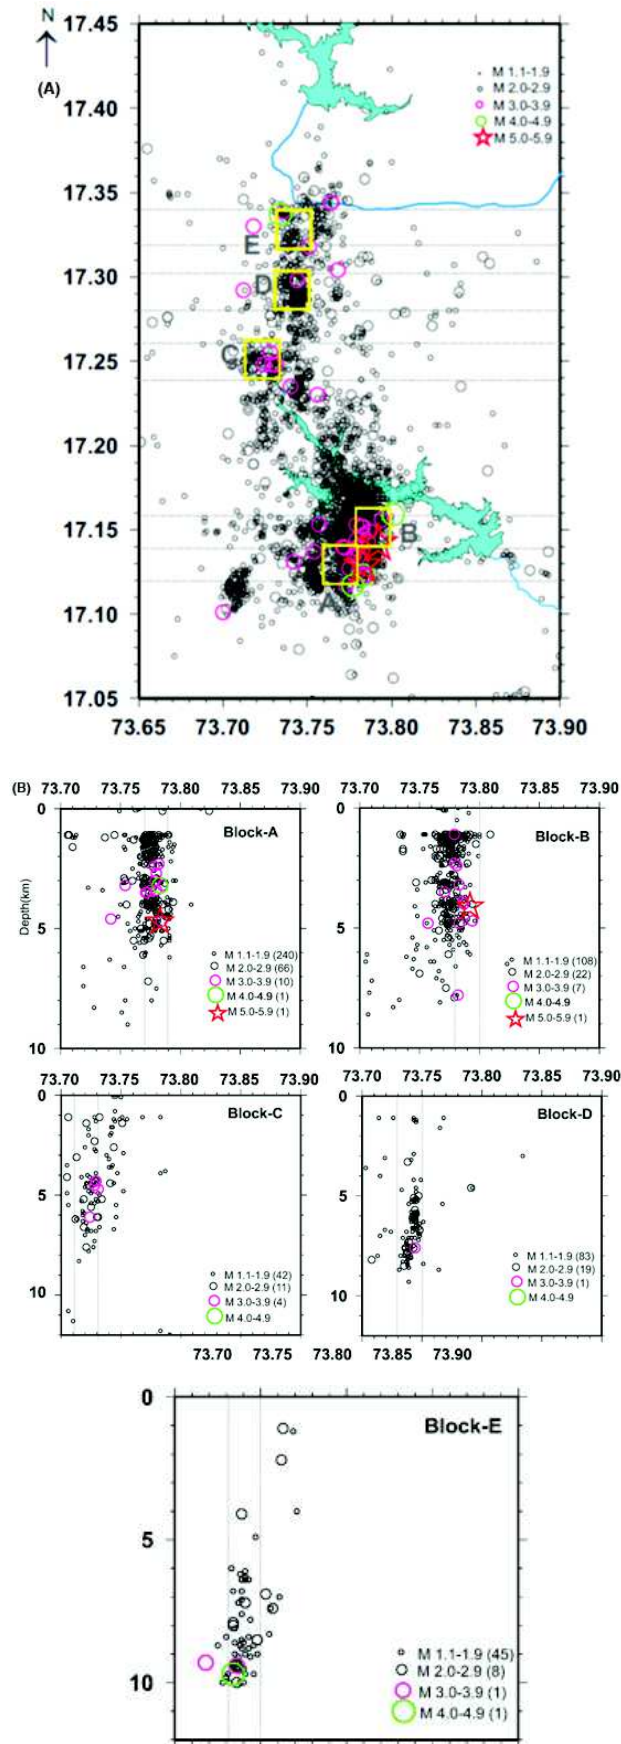 N
(A)
17.45
17.40
17.35
17.30
17.25
17.20
17.15
17.10
17.05
M 1.1-1.9
M 2.0-2.9
M 3.0-3.9
M 4.0-4.9
M 5.0-5.9
E
D
C
B
A
73.65 73.70 73.75 73.80 73.85 73.90
(B) 73.70 73.75 73.80 73.85 73.90 73.70 73.75 73.80 73.85 73.90
0 Block-A 0 Block-B
Depth(km)
5 5
M 1.1-1.9 (240) M 1.1-1.9 (108)
M 2.0-2.9 (66) M 2.0-2.9 (22)
M 3.0-3.9 (10) M 3.0-3.9 (7)
M 4.0-4.9 (1) M 4.0-4.9
M 5.0-5.9 (1) M 5.0-5.9 (1)
10 10
73.70 73.75 73.80 73.85 73.90 73.70 73.75 73.80 73.85 73.90
0 Block-C 0 Block-D
5 5
M 1.1-1.9 (42) M 1.1-1.9 (83)
M 2.0-2.9 (11) M 2.0-2.9 (19)
M 3.0-3.9 (4) M 3.0-3.9 (1)
M 4.0-4.9 M 4.0-4.9
10 10
73.70 73.75 73.80 73.85 73.90
0 Block-E
5
M 1.1-1.9 (45)
M 2.0-2.9 (8)
M 3.0-3.9 (1)
M 4.0-4.9 (1)
10